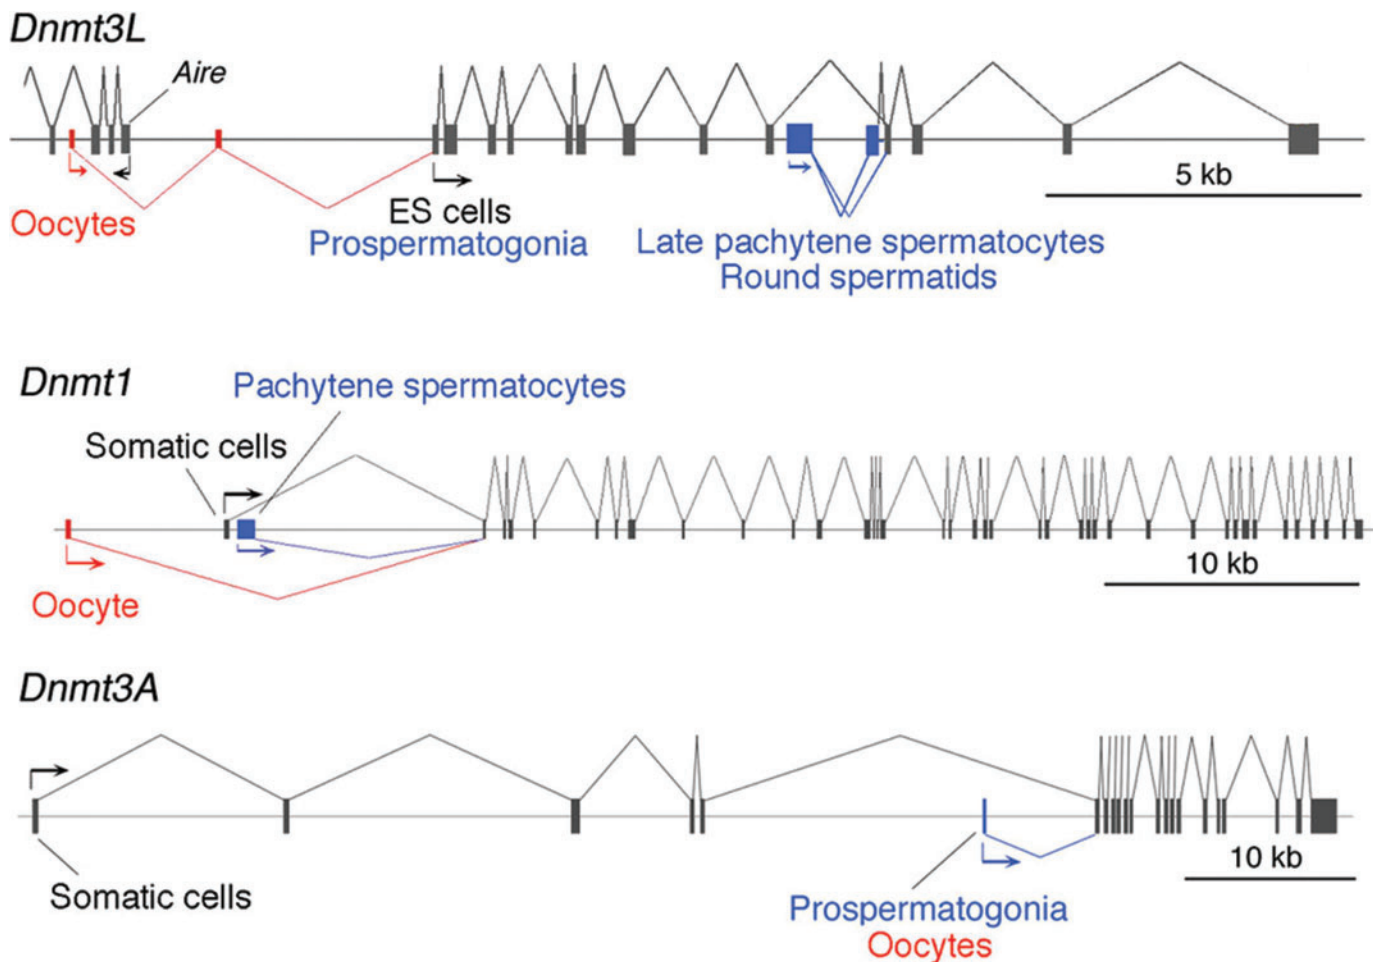 Dnmt3L
Aire
5 kb
Oocytes
ES cells
Prospermatogonia
Late pachytene spermatocytes
Round spermatids
Dnmt1
Pachytene spermatocytes
Somatic cells
10 kb
Oocyte
Dnmt3A
10 kb
Somatic cells
Prospermatogonia
Oocytes